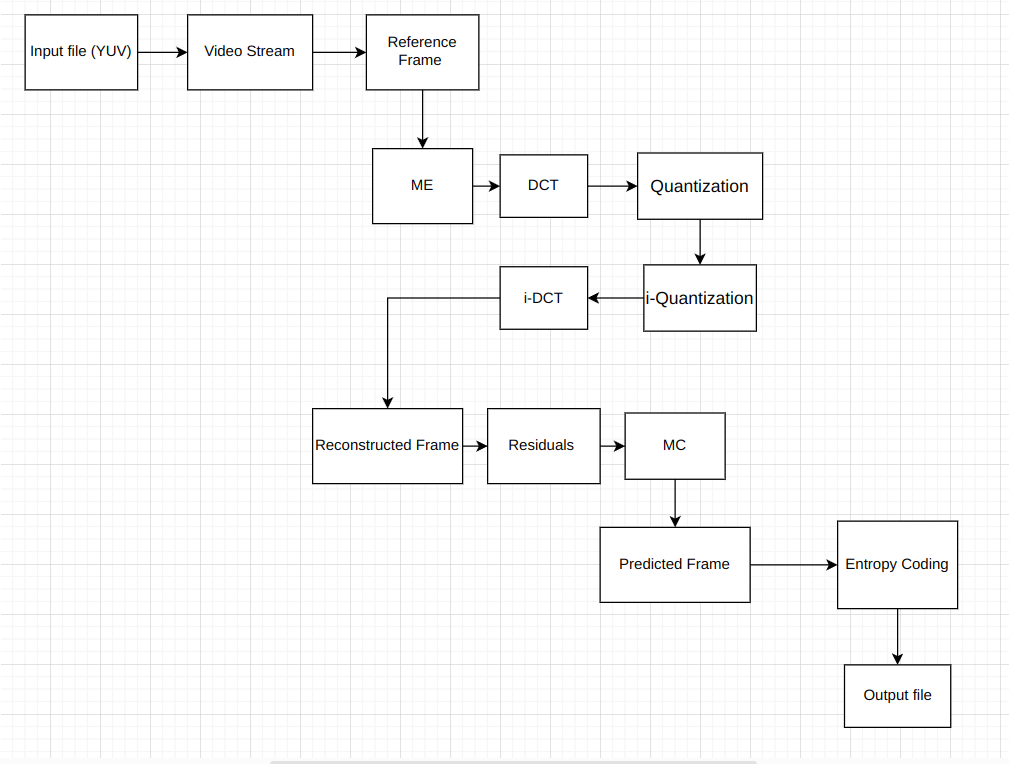 Input file (YUV)
Video Stream
Reference
Frame
ME
DCT
Quantization
i-DCT
i-Quantization
Reconstructed Frame
Residuals
MC
Predicted Frame
Entropy Coding
Output file